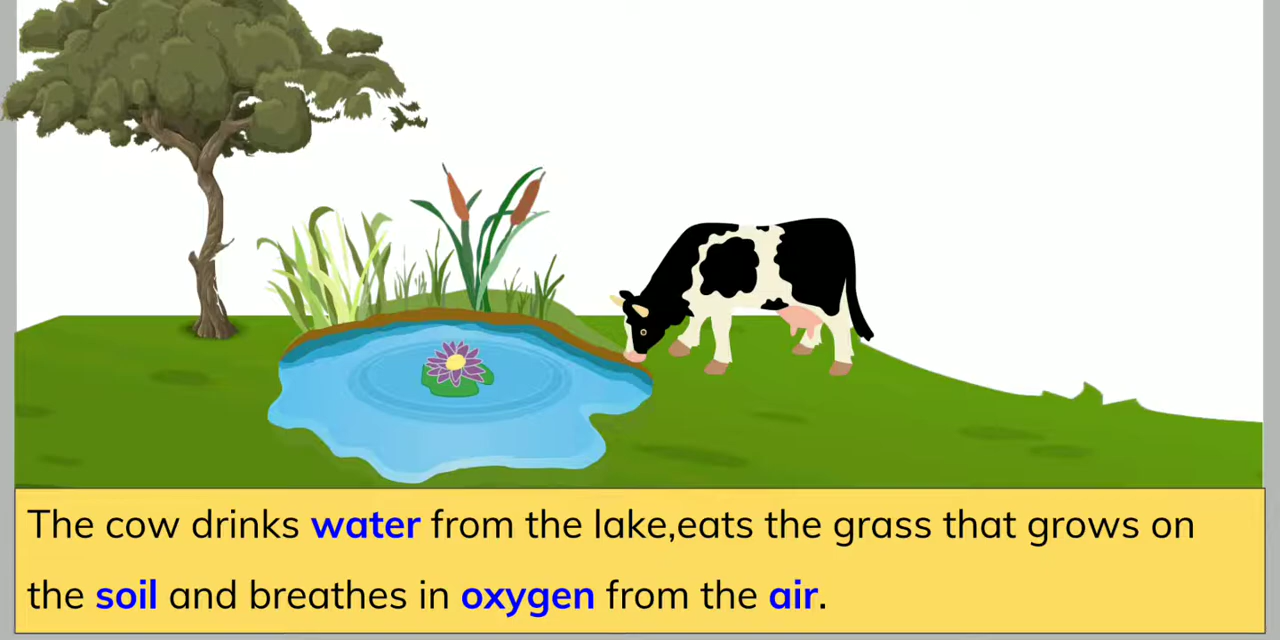 The cow drinks water from the lake,eats the grass that grows on
the soil and breathes in oxygen from the air.